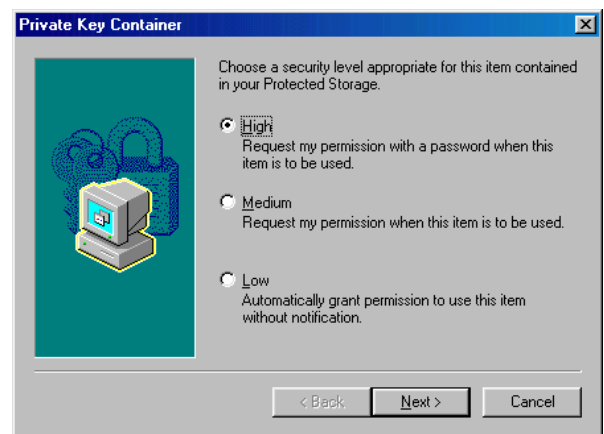 Private Key Container
Choose a security level appropriate for this item contained
in your Protected Storage.
High
Request my permission with a password when this
item is to be used.
Medium
Request my permission when this item is to be used.
Low
Automatically grant permission to use this item
without notification.
< Back
Next >
Cancel